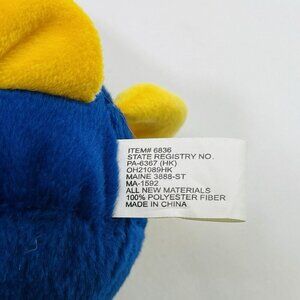 ITEM# 6836
STATE REGISTRY NO.
PA-6367 (HK)
OH21089HK
MAINE 3888-ST
MA-1592
ALL NEW MATERIALS
100% POLYESTER FIBER
MADE IN CHINA